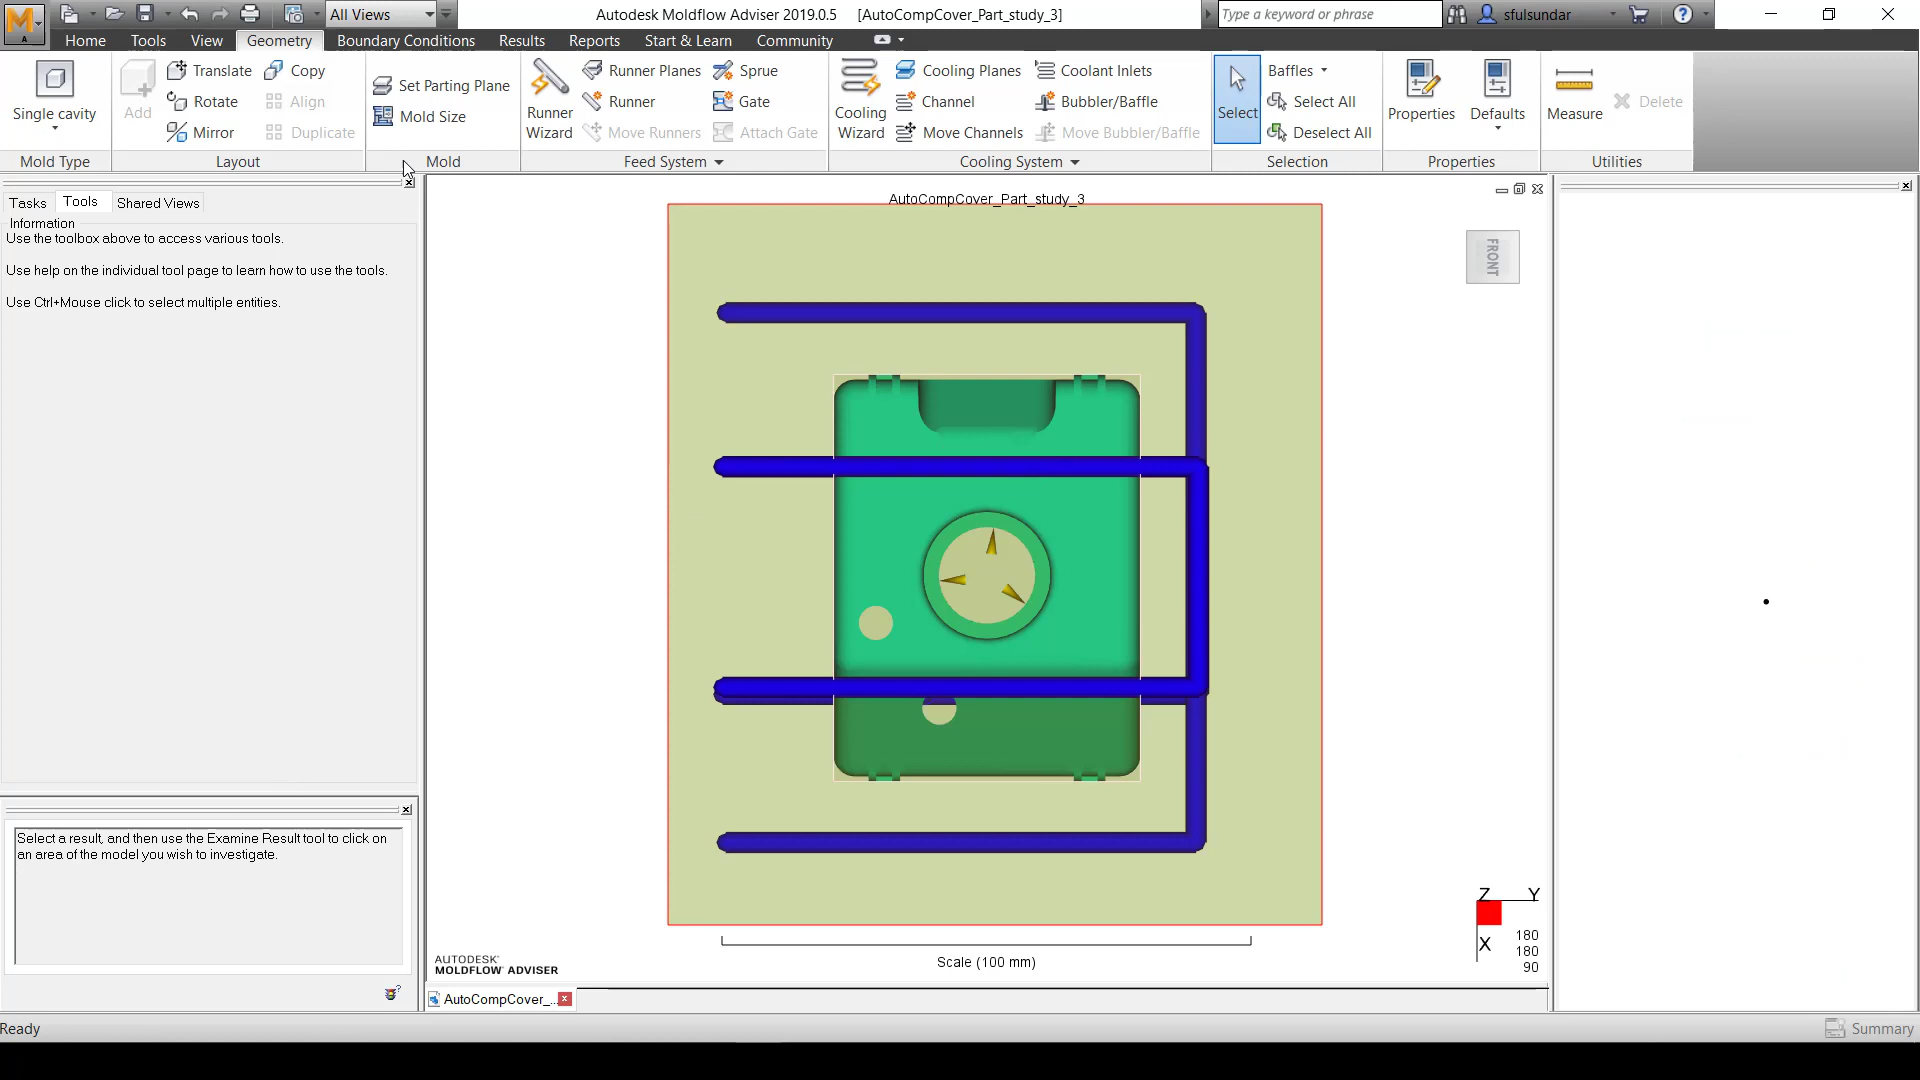 All Views
Autodesk Moldflow Adviser 2019.0.5 [AutoCompCover_Part_study_3]
Type a keyword or phrase
sfulsundar
Home Tools View Geometry Boundary Conditions Results Reports Start & Learn Community
Translate Copy Runner Planes Sprue Cooling Planes Coolant Inlets Baffles
Set Parting Plane
Rotate Align Runner Gate Channel Bubbler/Baffle Select All Delete
Single cavity Add Mold Size Runner Wizard Cooling Wizard Select Properties Defaults Measure
Mirror Duplicate Move Runners Attach Gate Move Channels Move Bubbler/Baffle Deselect All
Mold Type Layout Mold Feed System Cooling System Selection Properties Utilities
Tasks Tools Shared Views
Information
Use the toolbox above to access various tools.
Use help on the individual tool page to learn how to use the tools.
Use Ctrl+Mouse click to select multiple entities.
Select a result, and then use the Examine Result tool to click on
an area of the model you wish to investigate.
AutoCompCover_Part_study_3
FRONT
Z Y
X
180
180
90
Scale (100 mm)
AUTODESK'
MOLDFLOW' ADVISER
AutoCompCover_...
Ready
Summary